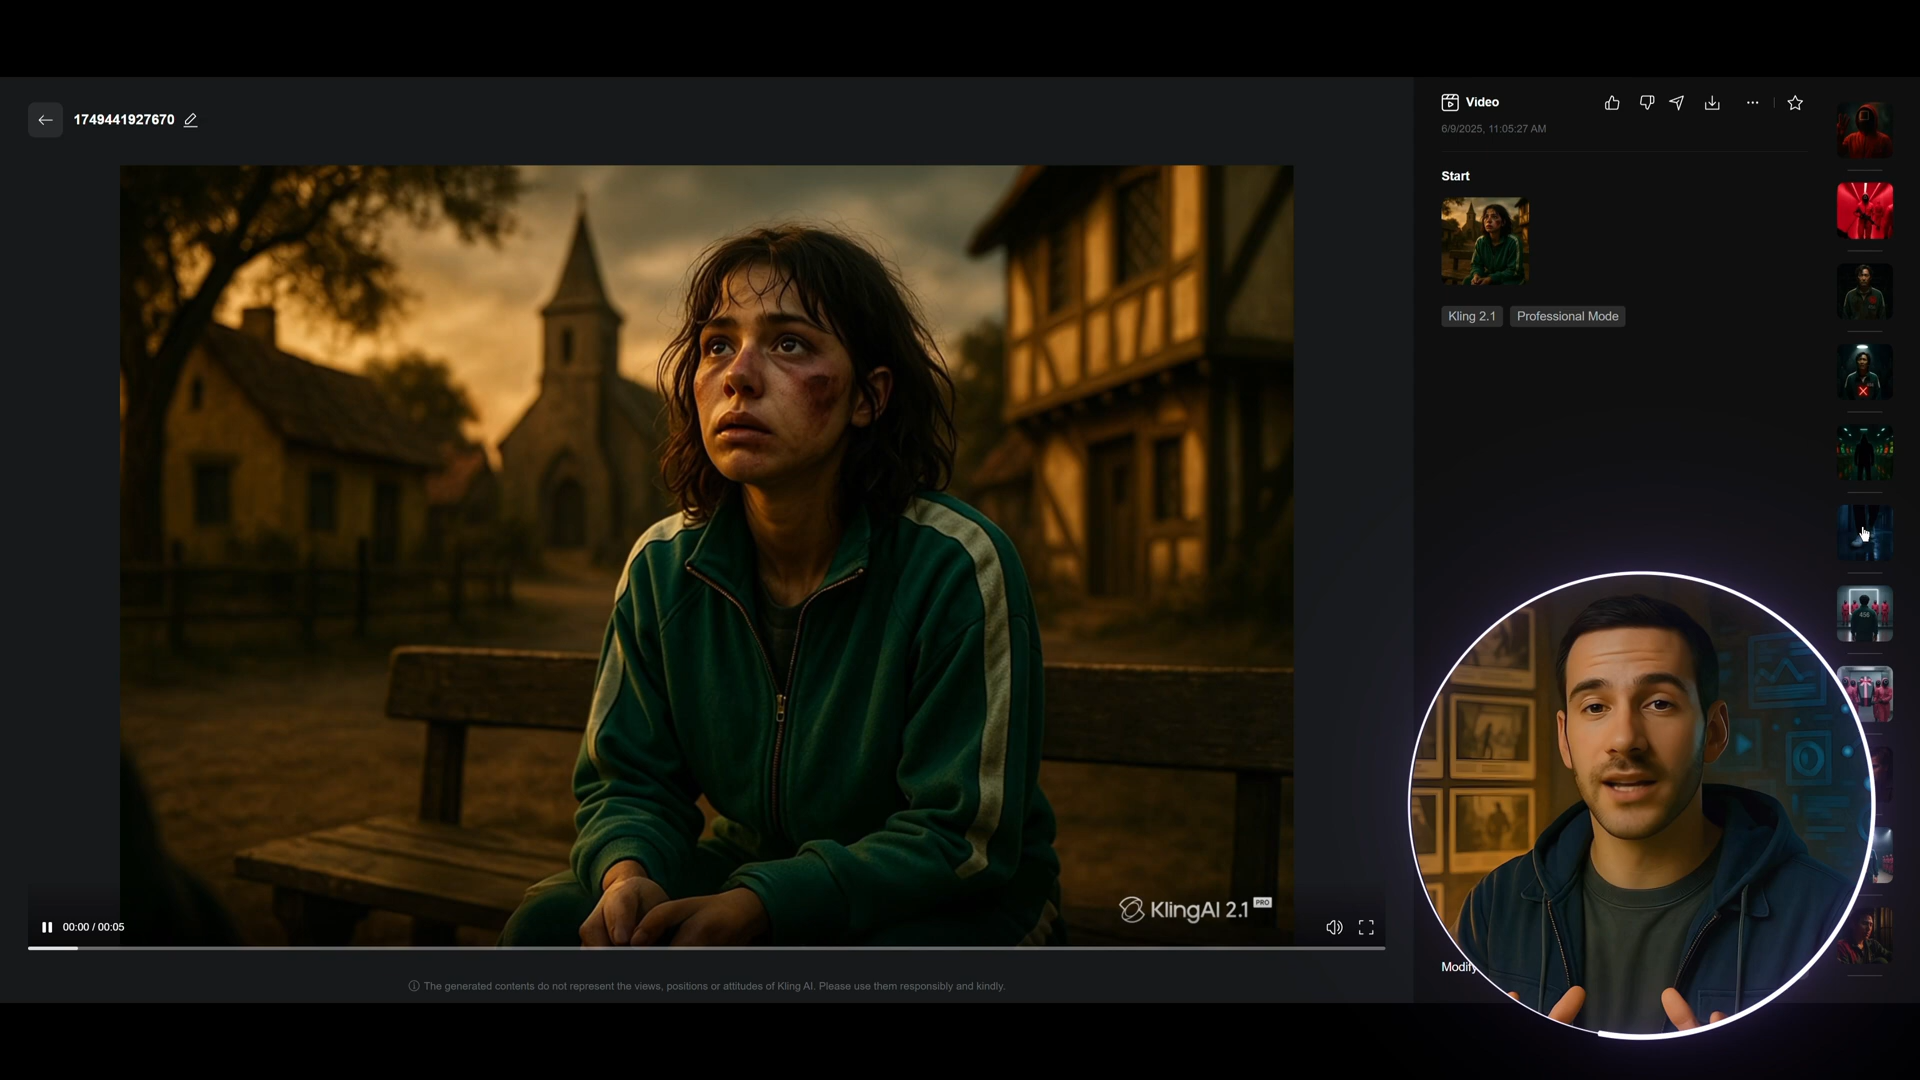 1749441927670
Video
6/9/2025, 11:05:27 AM
Start
Kling 2.1
Professional Mode
456
KlingAI 2.1 PRO
00:00 / 00:05
Modify
The generated contents do not represent the views, positions or attitudes of Kling AI. Please use them responsibly and kindly.